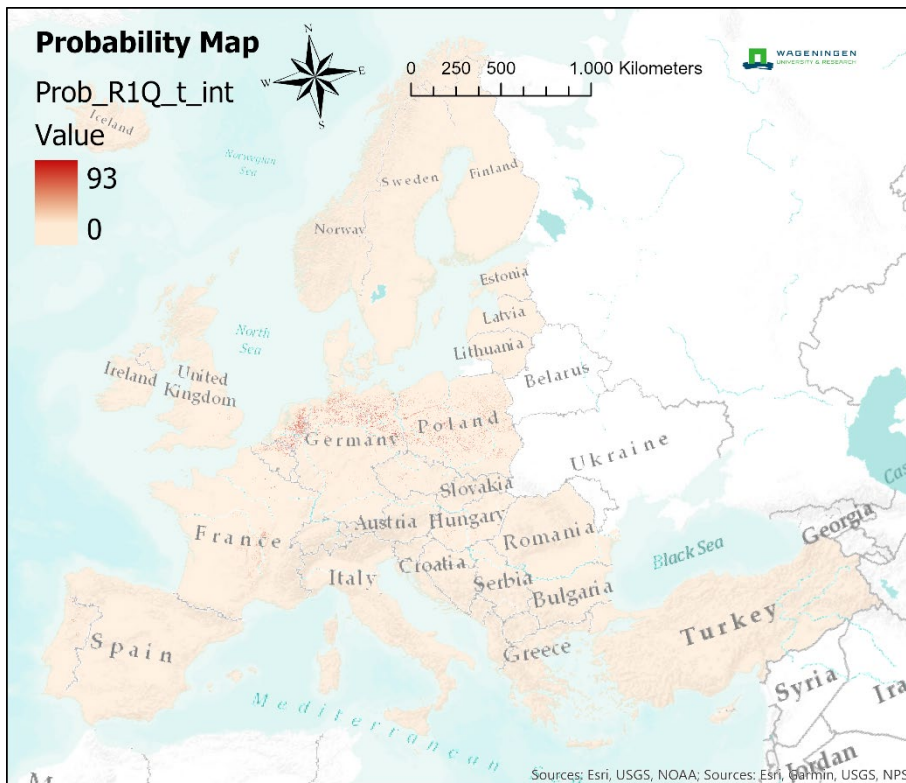 Probability Map
Prob_R1Q_t_int
Value
93
0
N
W
E
S
0 250 500 1.000 Kilometers
WAGENINGEN
UNIVERSITY & RESEARCH
Iceland
Norwegian
Sea
Sweden
Finland
Norway
Estonia
North
Sea
Latvia
Lithuania
Ireland
United
Kingdom
Belarus
Germany
Poland
Ukraine
Slovakia
France
Austria
Hungary
Romania
Georgia
Cas
Croatia
Black Sea
Italy
Serbia
Bulgaria
Spain
Turkey
Greece
Syria
Ira
Mediterranean
Jordan
M
Sources: Esri, USGS, NOAA; Sources: Esri, Garmin, USGS, NPS